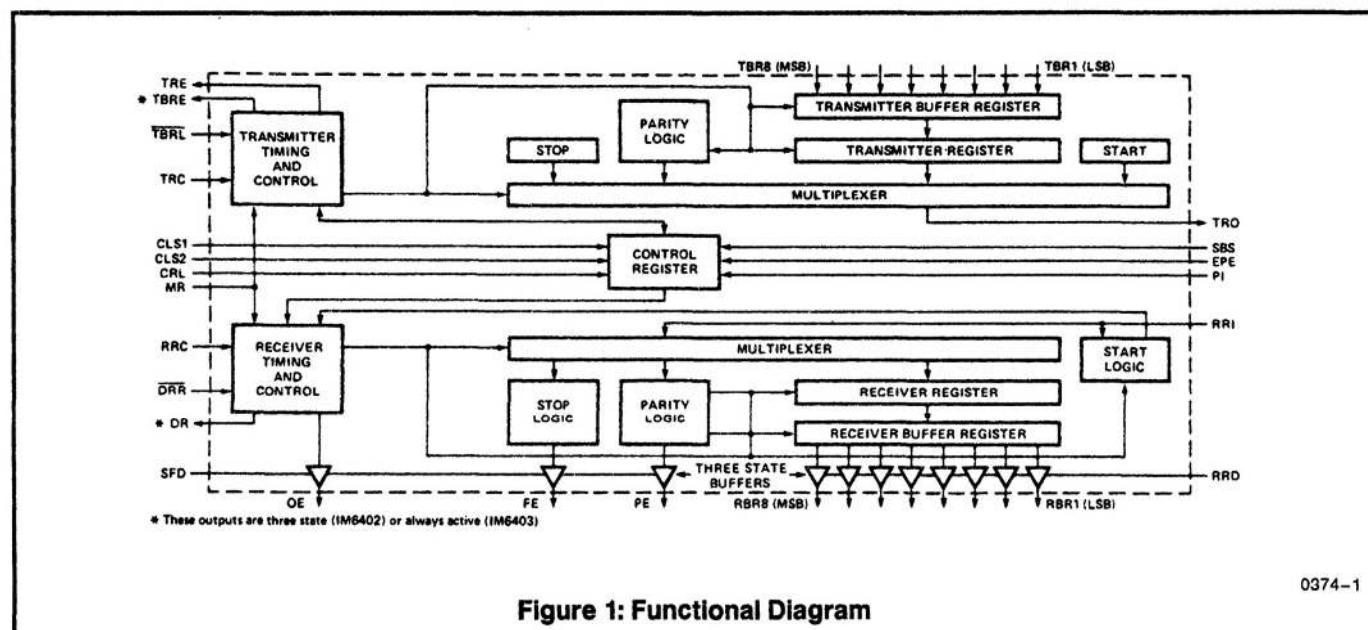 TBR8 (MSB) TBR1 (LSB)
TRE
* TBRE
TBRL
TRC
TRANSMITTER
TIMING
AND
CONTROL
STOP
PARITY
LOGIC
TRANSMITTER BUFFER REGISTER
TRANSMITTER REGISTER
START
MULTIPLEXER
TRO
CLS1
CLS2
CRL
MR
CONTROL
REGISTER
SBS
EPE
PI
RRI
RRC
DRR
* DR
RECEIVER
TIMING
AND
CONTROL
MULTIPLEXER
START
LOGIC
STOP
LOGIC
PARITY
LOGIC
RECEIVER REGISTER
RECEIVER BUFFER REGISTER
SFD
THREE STATE
BUFFERS
RRD
OE FE PE RBR8 (MSB) RBR1 (LSB)
* These outputs are three state (IM6402) or always active (IM6403)
0374–1
Figure 1: Functional Diagram